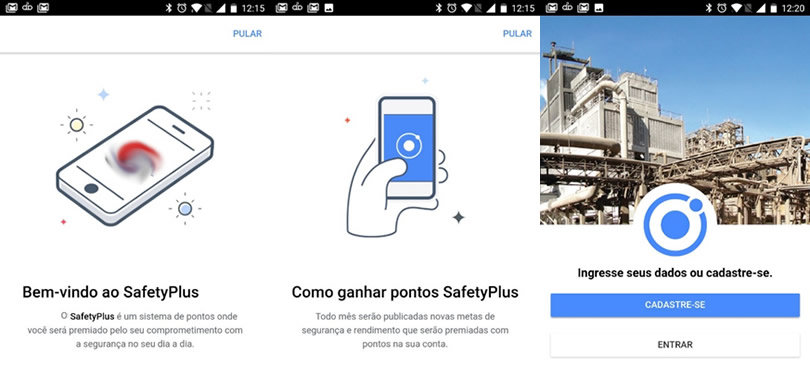 12:15
PULAR
Bem-vindo ao SafetyPlus
O SafetyPlus é um sistema de pontos onde
você será premiado pelo seu comprometimento com
a segurança no seu dia a dia.
12:15
PULAR
Como ganhar pontos SafetyPlus
Todo mês serão publicadas novas metas de
segurança e rendimento que serão premiadas com
pontos na sua conta.
12:20
Ingresse seus dados ou cadastre-se.
CADASTRE-SE
ENTRAR